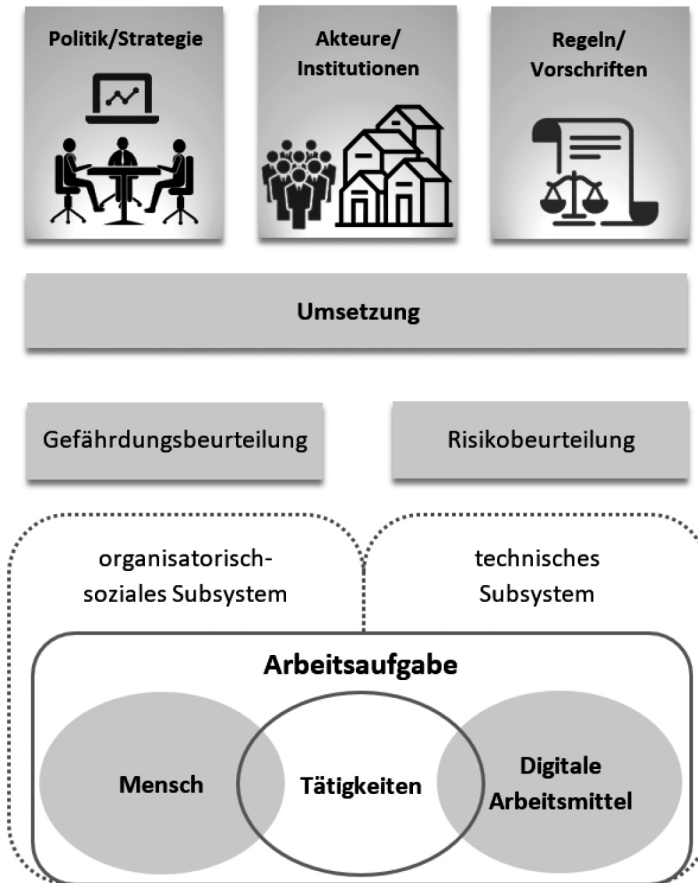 Politik/Strategie
Akteure/
Institutionen
Regeln/
Vorschriften
Umsetzung
Gefährdungsbeurteilung
Risikobeurteilung
organisatorisch-
soziales Subsystem
technisches
Subsystem
Arbeitsaufgabe
Mensch
Tätigkeiten
Digitale
Arbeitsmittel